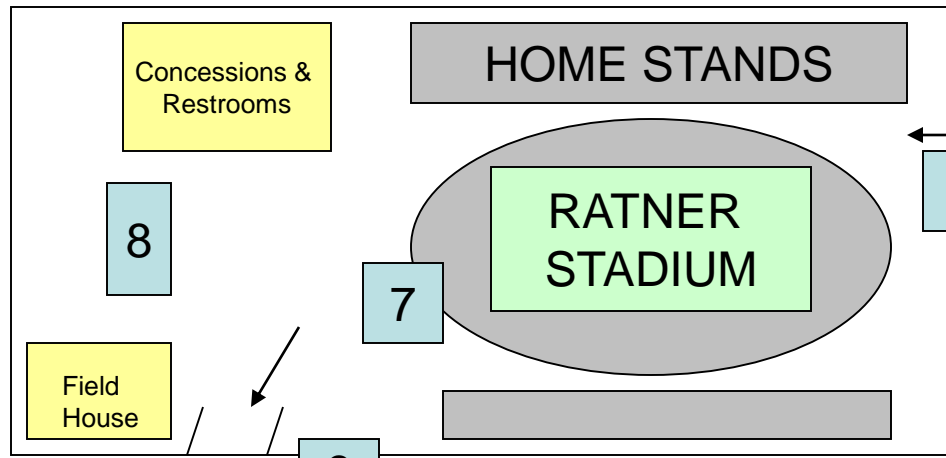 Concessions &
Restrooms
HOME STANDS
8
RATNER
STADIUM
7
Field
House